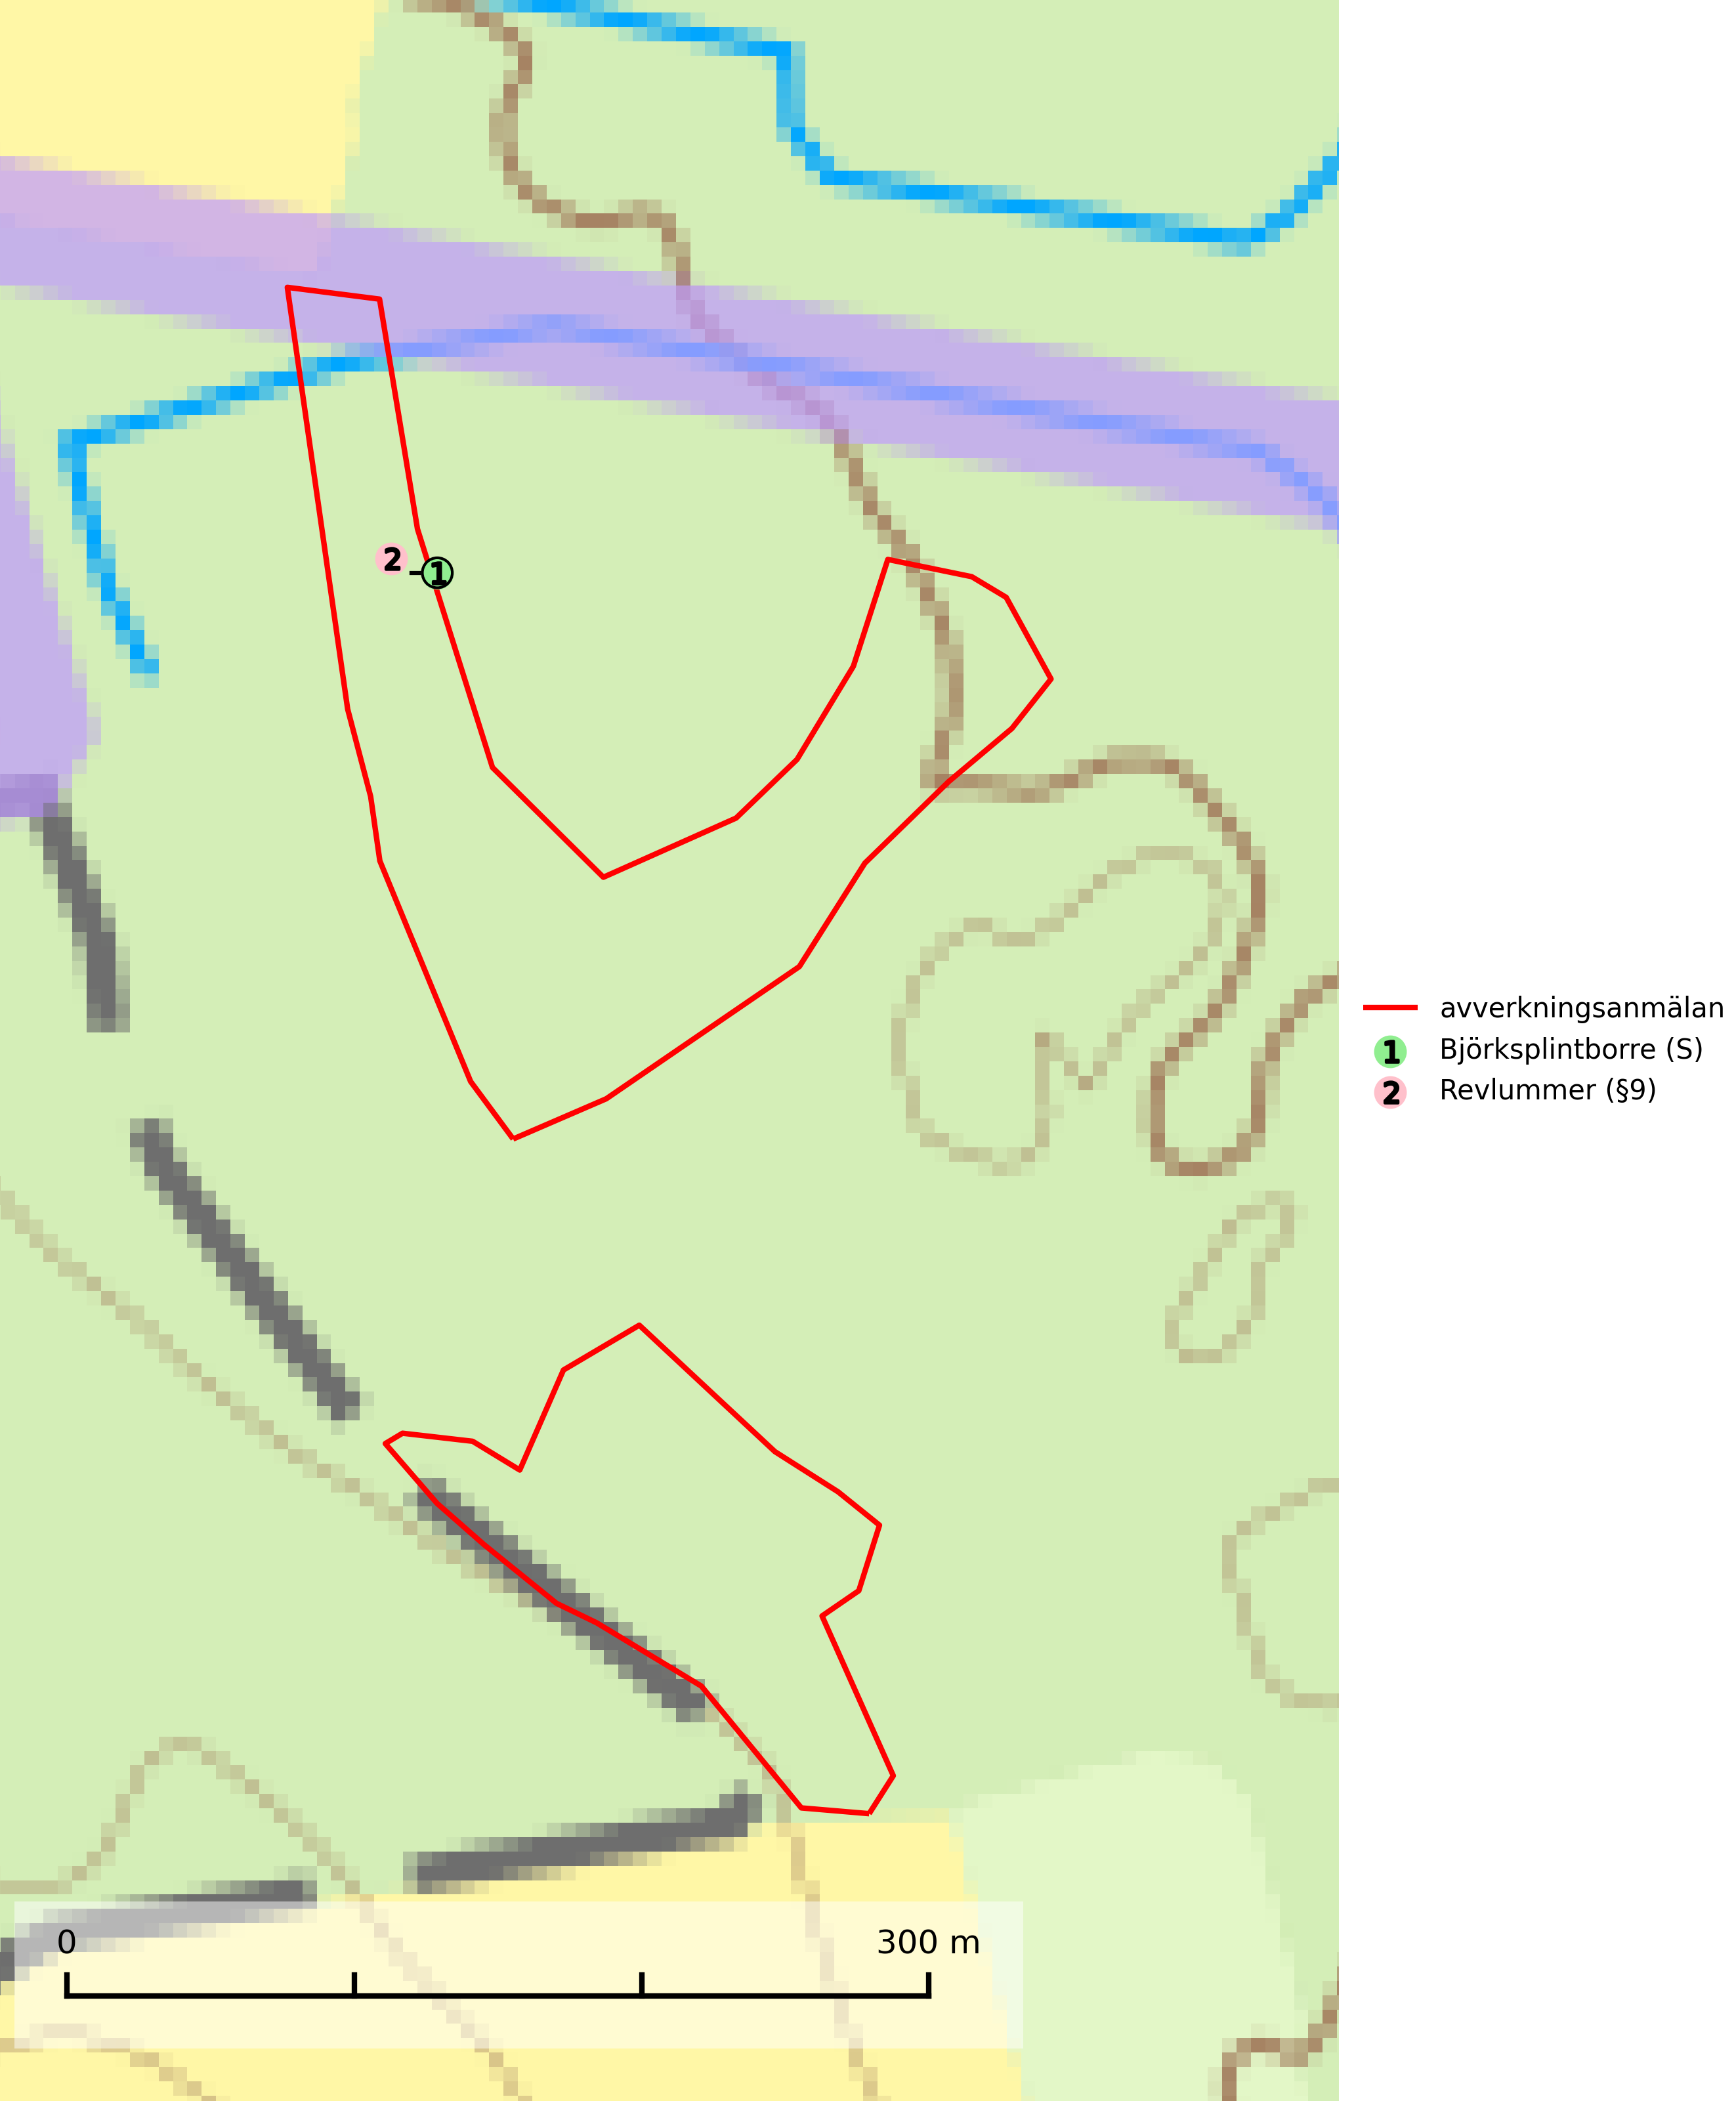 2
1
avverkningsanmälan
1 Björksplintborre (S)
2 Revlummer (§9)
0 300 m